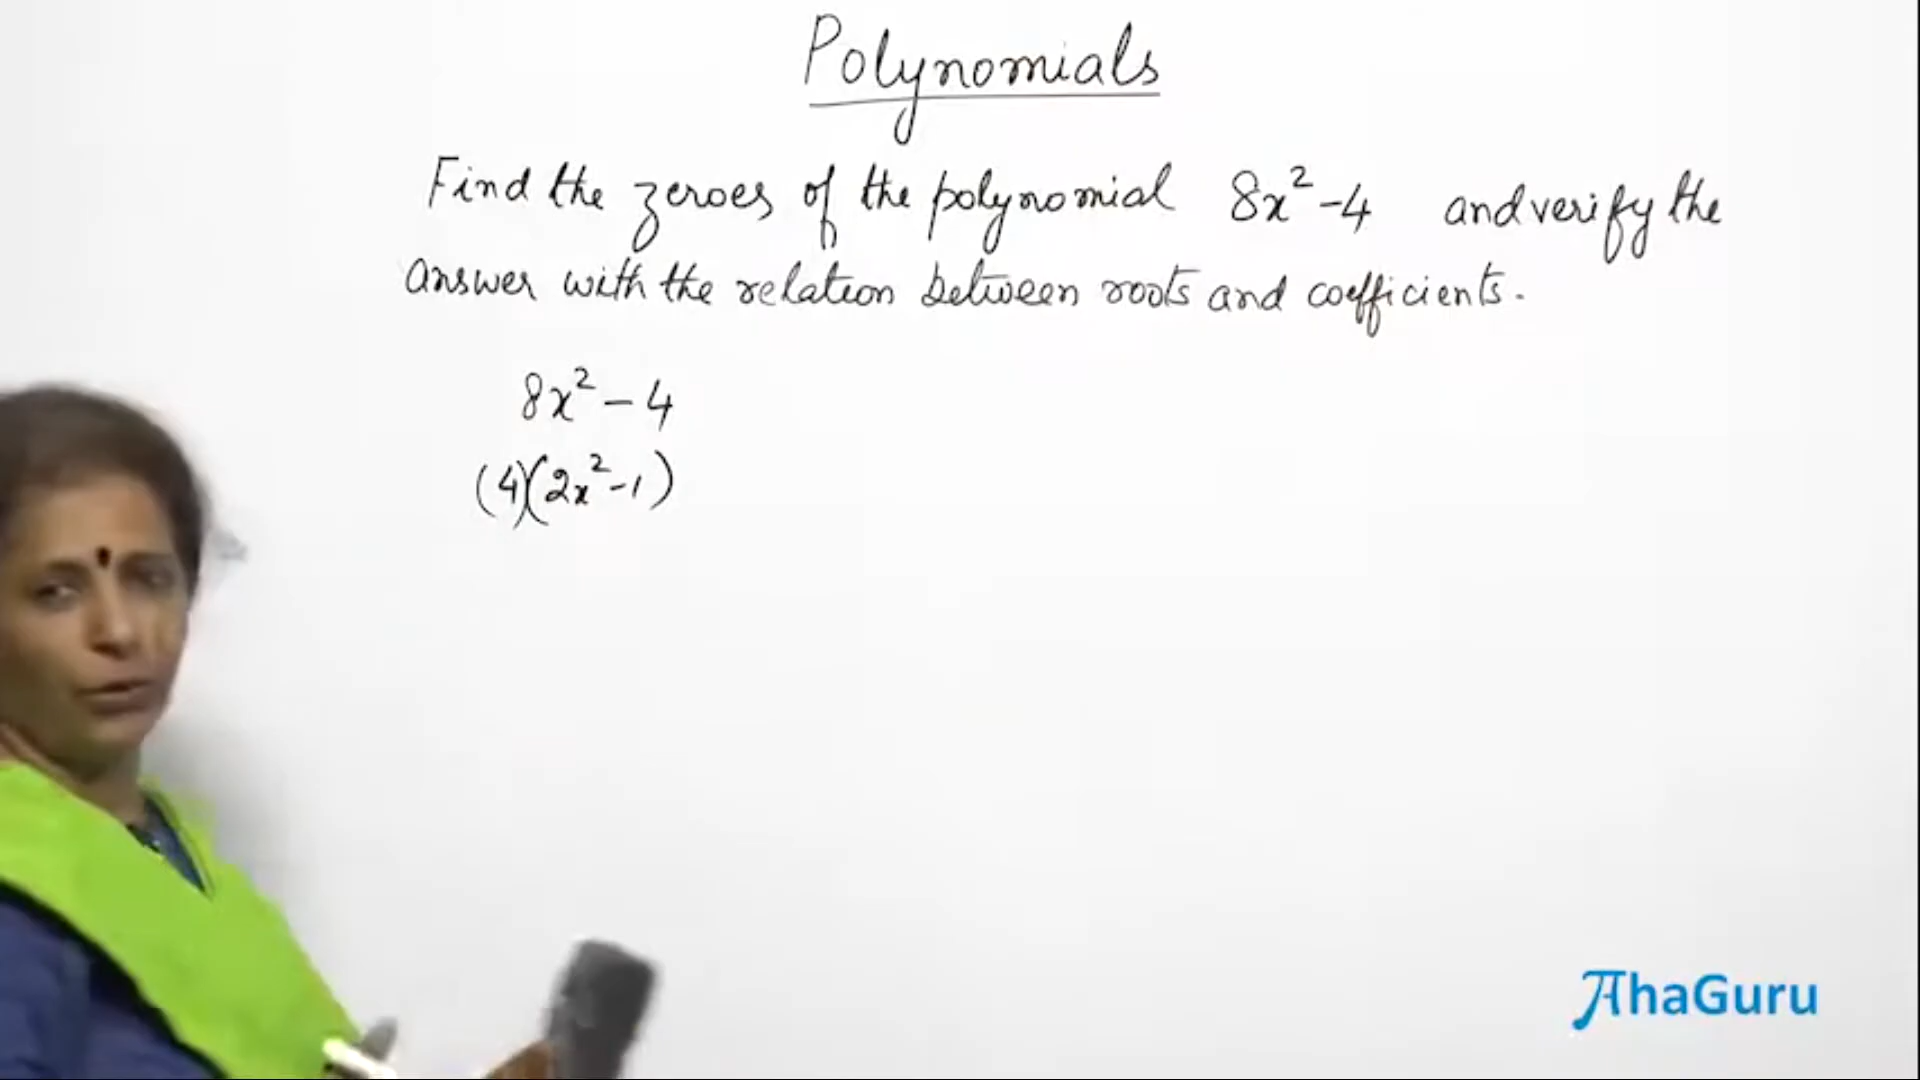 Polynomials
Find the zeroes of the polynomial 8x²-4 and verify the
answer with the relation between roots and coefficients.
8x² - 4
(4)(2x²-1)
AhaGuru